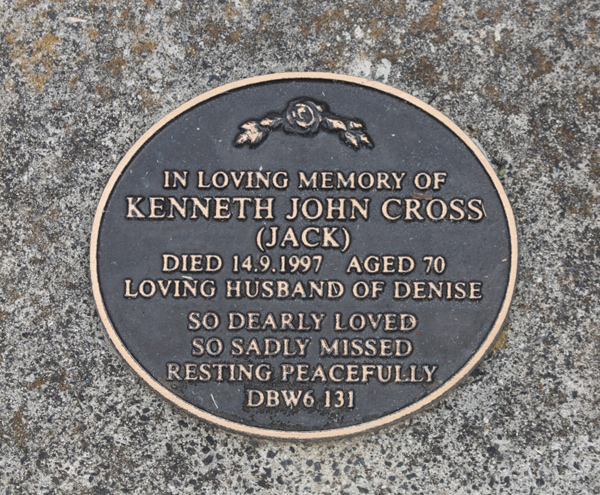 IN LOVING MEMORY OF
KENNETH JOHN CROSS
(JACK)
DIED 14.9.1997 AGED 70
LOVING HUSBAND OF DENISE
SO DEARLY LOVED
SO SADLY MISSED
RESTING PEACEFULLY
DBW6 131